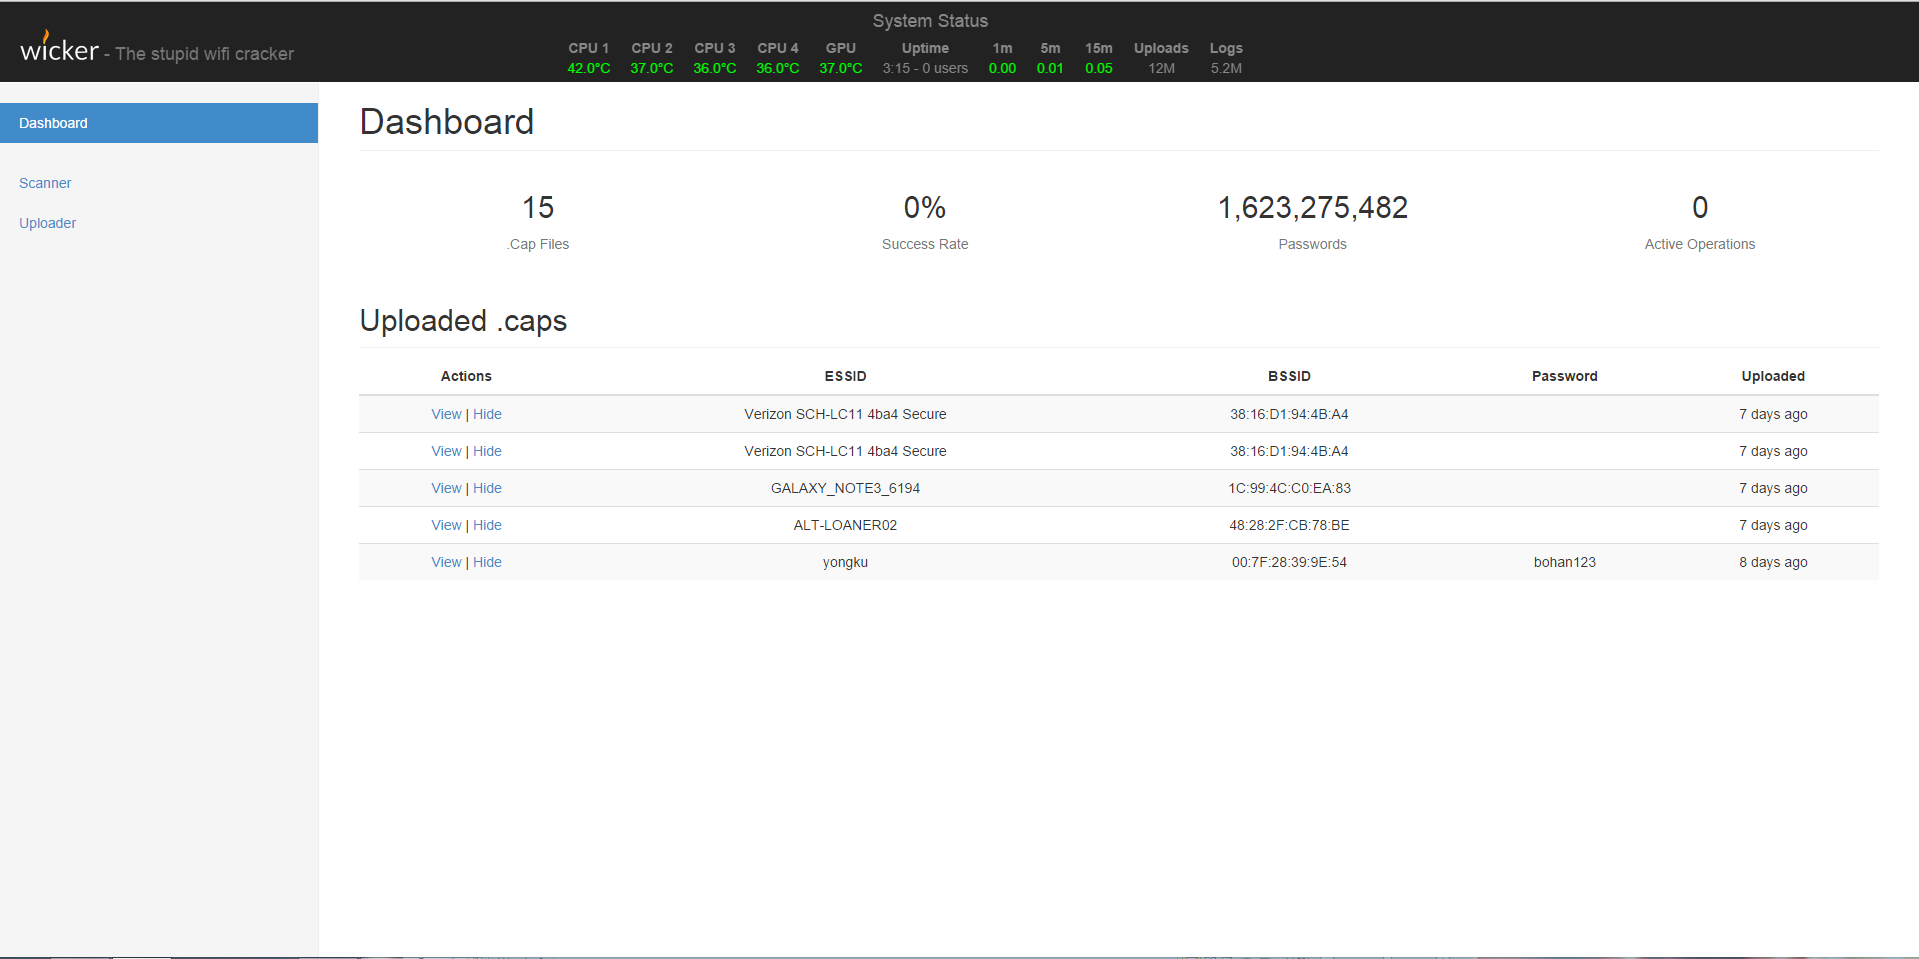 System Status
wicker - The stupid wifi cracker
CPU 1 CPU 2 CPU 3 CPU 4 GPU Uptime 1m 5m 15m Uploads Logs
42.0°C 37.0°C 36.0°C 36.0°C 37.0°C 3:15 - 0 users 0.00 0.01 0.05 12M 5.2M
Dashboard
Scanner
Uploader
Dashboard
15 0% 1,623,275,482 0
.Cap Files Success Rate Passwords Active Operations
Uploaded .caps
Actions ESSID BSSID Password Uploaded
View | Hide Verizon SCH-LC11 4ba4 Secure 38:16:D1:94:4B:A4 7 days ago
View | Hide Verizon SCH-LC11 4ba4 Secure 38:16:D1:94:4B:A4 7 days ago
View | Hide GALAXY_NOTE3_6194 1C:99:4C:C0:EA:83 7 days ago
View | Hide ALT-LOANER02 48:28:2F:CB:78:BE 7 days ago
View | Hide yongku 00:7F:28:39:9E:54 bohan123 8 days ago